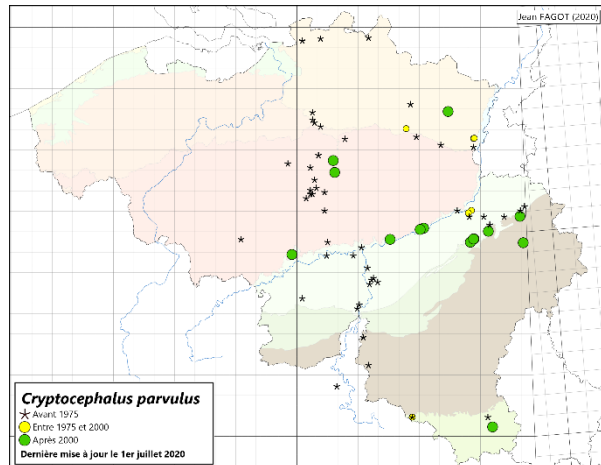 Jean FAGOT (2020)
Cryptocephalus parvulus
Avant 1975
Entre 1975 et 2000
Après 2000
Dernière mise à jour le 1er juillet 2020